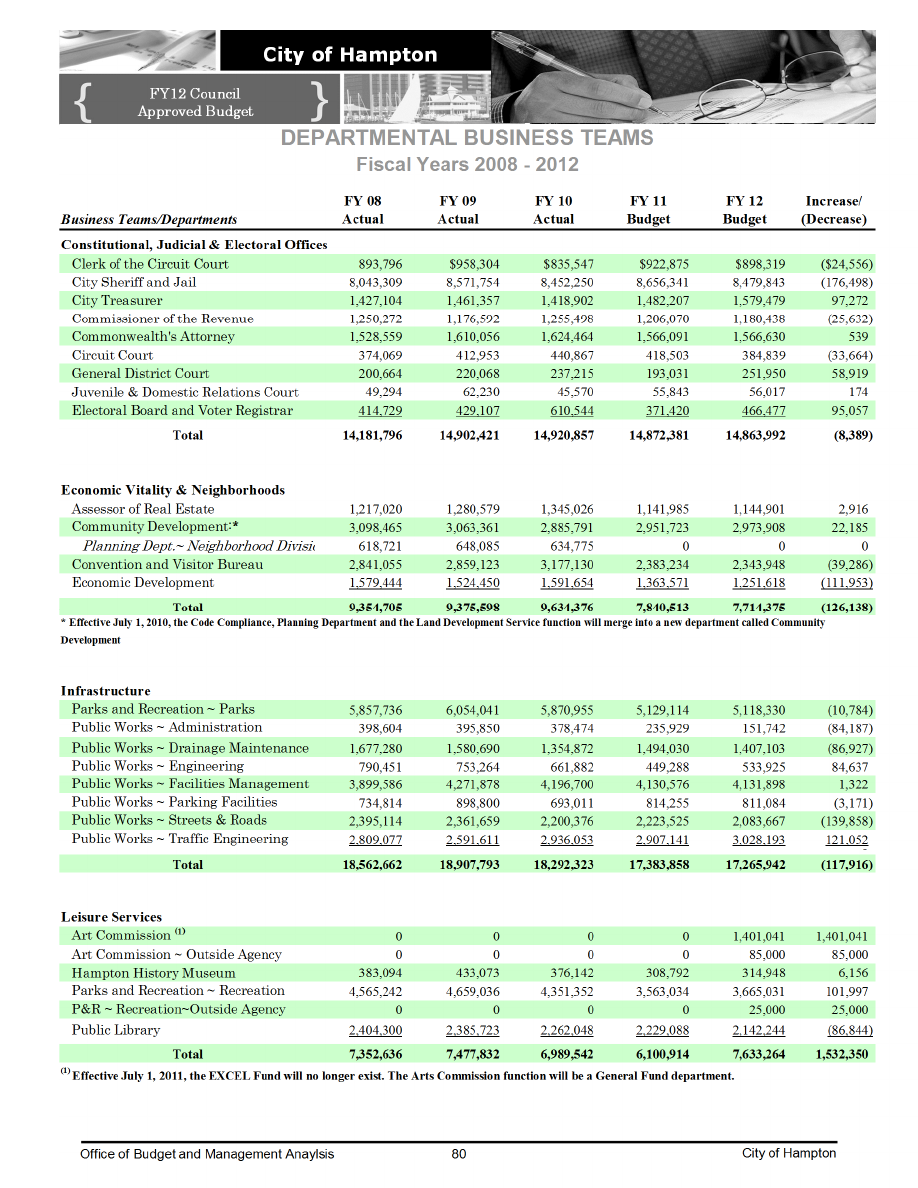 City of Hampton
{ FY12 Council }
Approved Budget
DEPARTMENTAL BUSINESS TEAMS
Fiscal Years 2008 - 2012
FY 08 FY 09 FY 10 FY 11 FY 12 Increase/
Business Teams/Departments Actual Actual Actual Budget Budget (Decrease)
Constitutional, Judicial & Electoral Offices
Clerk of the Circuit Court 893,796 $958,304 $835,547 $922,875 $898,319 ($24,556)
City Sheriff and Jail 8,043,309 8,571,754 8,452,250 8,656,341 8,479,843 (176,498)
City Treasurer 1,427,104 1,461,357 1,418,902 1,482,207 1,579,479 97,272
Commissioner of the Revenue 1,250,272 1,176,592 1,255,498 1,206,070 1,180,438 (25,632)
Commonwealth's Attorney 1,528,559 1,610,056 1,624,464 1,566,091 1,566,630 539
Circuit Court 374,069 412,953 440,867 418,503 384,839 (33,664)
General District Court 200,664 220,068 237,215 193,031 251,950 58,919
Juvenile & Domestic Relations Court 49,294 62,230 45,570 55,843 56,017 174
Electoral Board and Voter Registrar 414,729 429,107 610,544 371,420 466,477 95,057
Total 14,181,796 14,902,421 14,920,857 14,872,381 14,863,992 (8,389)
Economic Vitality & Neighborhoods
Assessor of Real Estate 1,217,020 1,280,579 1,345,026 1,141,985 1,144,901 2,916
Community Development:* 3,098,465 3,063,361 2,885,791 2,951,723 2,973,908 22,185
Planning Dept.~ Neighborhood Divisic 618,721 648,085 634,775 0 0 0
Convention and Visitor Bureau 2,841,055 2,859,123 3,177,130 2,383,234 2,343,948 (39,286)
Economic Development 1,579,444 1,524,450 1,591,654 1,363,571 1,251,618 (111,953)
Total 9,354,705 9,375,598 9,634,376 7,840,513 7,714,375 (126,138)
* Effective July 1, 2010, the Code Compliance, Planning Department and the Land Development Service function will merge into a new department called Community
Development
Infrastructure
Parks and Recreation ~ Parks 5,857,736 6,054,041 5,870,955 5,129,114 5,118,330 (10,784)
Public Works ~ Administration 398,604 395,850 378,474 235,929 151,742 (84,187)
Public Works ~ Drainage Maintenance 1,677,280 1,580,690 1,354,872 1,494,030 1,407,103 (86,927)
Public Works ~ Engineering 790,451 753,264 661,882 449,288 533,925 84,637
Public Works ~ Facilities Management 3,899,586 4,271,878 4,196,700 4,130,576 4,131,898 1,322
Public Works ~ Parking Facilities 734,814 898,800 693,011 814,255 811,084 (3,171)
Public Works ~ Streets & Roads 2,395,114 2,361,659 2,200,376 2,223,525 2,083,667 (139,858)
Public Works ~ Traffic Engineering 2,809,077 2,591,611 2,936,053 2,907,141 3,028,193 121,052
Total 18,562,662 18,907,793 18,292,323 17,383,858 17,265,942 (117,916)
Leisure Services
Art Commission (1) 0 0 0 0 1,401,041 1,401,041
Art Commission ~ Outside Agency 0 0 0 0 85,000 85,000
Hampton History Museum 383,094 433,073 376,142 308,792 314,948 6,156
Parks and Recreation ~ Recreation 4,565,242 4,659,036 4,351,352 3,563,034 3,665,031 101,997
P&R ~ Recreation~Outside Agency 0 0 0 0 25,000 25,000
Public Library 2,404,300 2,385,723 2,262,048 2,229,088 2,142,244 (86,844)
Total 7,352,636 7,477,832 6,989,542 6,100,914 7,633,264 1,532,350
(1) Effective July 1, 2011, the EXCEL Fund will no longer exist. The Arts Commission function will be a General Fund department.
Office of Budget and Management Anaylsis 80 City of Hampton